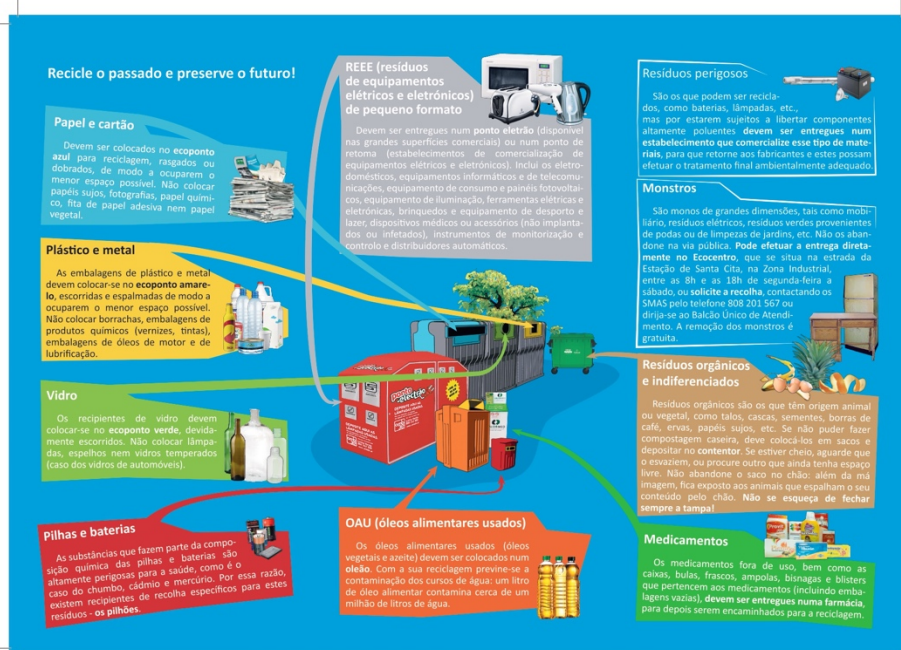 Recicle o passado e preserve o futuro!
Papel e cartão
Devem ser colocados no ecoponto
azul para reciclagem, rasgados ou
dobrados, de modo a ocuparem o
menor espaço possível. Não colocar
papéis sujos, fotografias, papel quími-
co, fita de papel adesiva nem papel
vegetal.
Plástico e metal
As embalagens de plástico e metal
devem colocar-se no ecoponto amare-
lo, escorridas e espalmadas de modo a
ocuparem o menor espaço possível.
Não colocar borrachas, embalagens de
produtos químicos (vernizes, tintas),
embalagens de óleos de motor e de
lubrificação.
Vidro
Os recipientes de vidro devem
colocar-se no ecoponto verde, devida-
mente escorridos. Não colocar lâmpa-
das, espelhos nem vidros temperados
(caso dos vidros de automóveis).
Pilhas e baterias
As substâncias que fazem parte da compo-
sição química das pilhas e baterias são
altamente perigosas para a saúde, como é o
caso do chumbo, cádmio e mercúrio. Por essa razão,
existem recipientes de recolha específicos para estes
resíduos - os pilhões.
REEE (resíduos
de equipamentos
elétricos e eletrónicos)
de pequeno formato
Devem ser entregues num ponto eletrão (disponível
nas grandes superfícies comerciais) ou num ponto de
retoma (estabelecimentos de comercialização de
equipamentos elétricos e eletrónicos). Inclui os eletro-
domésticos, equipamentos informáticos e de telecomu-
nicações, equipamento de consumo e painéis fotovoltai-
cos, equipamento de iluminação, ferramentas elétricas e
eletrónicas, brinquedos e equipamento de desporto e
lazer, dispositivos médicos ou acessórios (não implanta-
dos ou infetados), instrumentos de monitorização e
controlo e distribuidores automáticos.
ponto
electrão
OAU (óleos alimentares usados)
Os óleos alimentares usados (óleos
vegetais e azeite) devem ser colocados num
oleão. Com a sua reciclagem previne-se a
contaminação dos cursos de água: um litro
de óleo alimentar contamina cerca de um
milhão de litros de água.
Resíduos perigosos
São os que podem ser recicla-
dos, como baterias, lâmpadas, etc.,
mas por estarem sujeitos a libertar componentes
altamente poluentes devem ser entregues num
estabelecimento que comercialize esse tipo de mate-
riais, para que retorne aos fabricantes e estes possam
efetuar o tratamento final ambientalmente adequado.
Monstros
São monos de grandes dimensões, tais como mobi-
liário, resíduos elétricos, resíduos verdes provenientes
de podas ou de limpezas de jardins, etc. Não os aban-
done na via pública. Pode efetuar a entrega direta-
mente no Ecocentro, que se situa na estrada da
Estação de Santa Cita, na Zona Industrial,
entre as 8h e as 18h de segunda-feira a
sábado, ou solicite a recolha, contactando os
SMAS pelo telefone 808 201 567 ou
dirija-se ao Balcão Único de Atendi-
mento. A remoção dos monstros é
gratuita.
Resíduos orgânicos
e indiferenciados
Resíduos orgânicos são os que têm origem animal
ou vegetal, como talos, cascas, sementes, borras de
café, ervas, papéis sujos, etc. Se não puder fazer
compostagem caseira, deve colocá-los em sacos e
depositar no contentor. Se estiver cheio, aguarde que
o esvaziem, ou procure outro que ainda tenha espaço
livre. Não abandone o saco no chão: além da má
imagem, fica exposto aos animais que espalham o seu
conteúdo pelo chão. Não se esqueça de fechar
sempre a tampa!
Medicamentos
Os medicamentos fora de uso, bem como as
caixas, bulas, frascos, ampolas, bisnagas e blisters
que pertencem aos medicamentos (incluindo emba-
lagens vazias), devem ser entregues numa farmácia,
para depois serem encaminhados para a reciclagem.